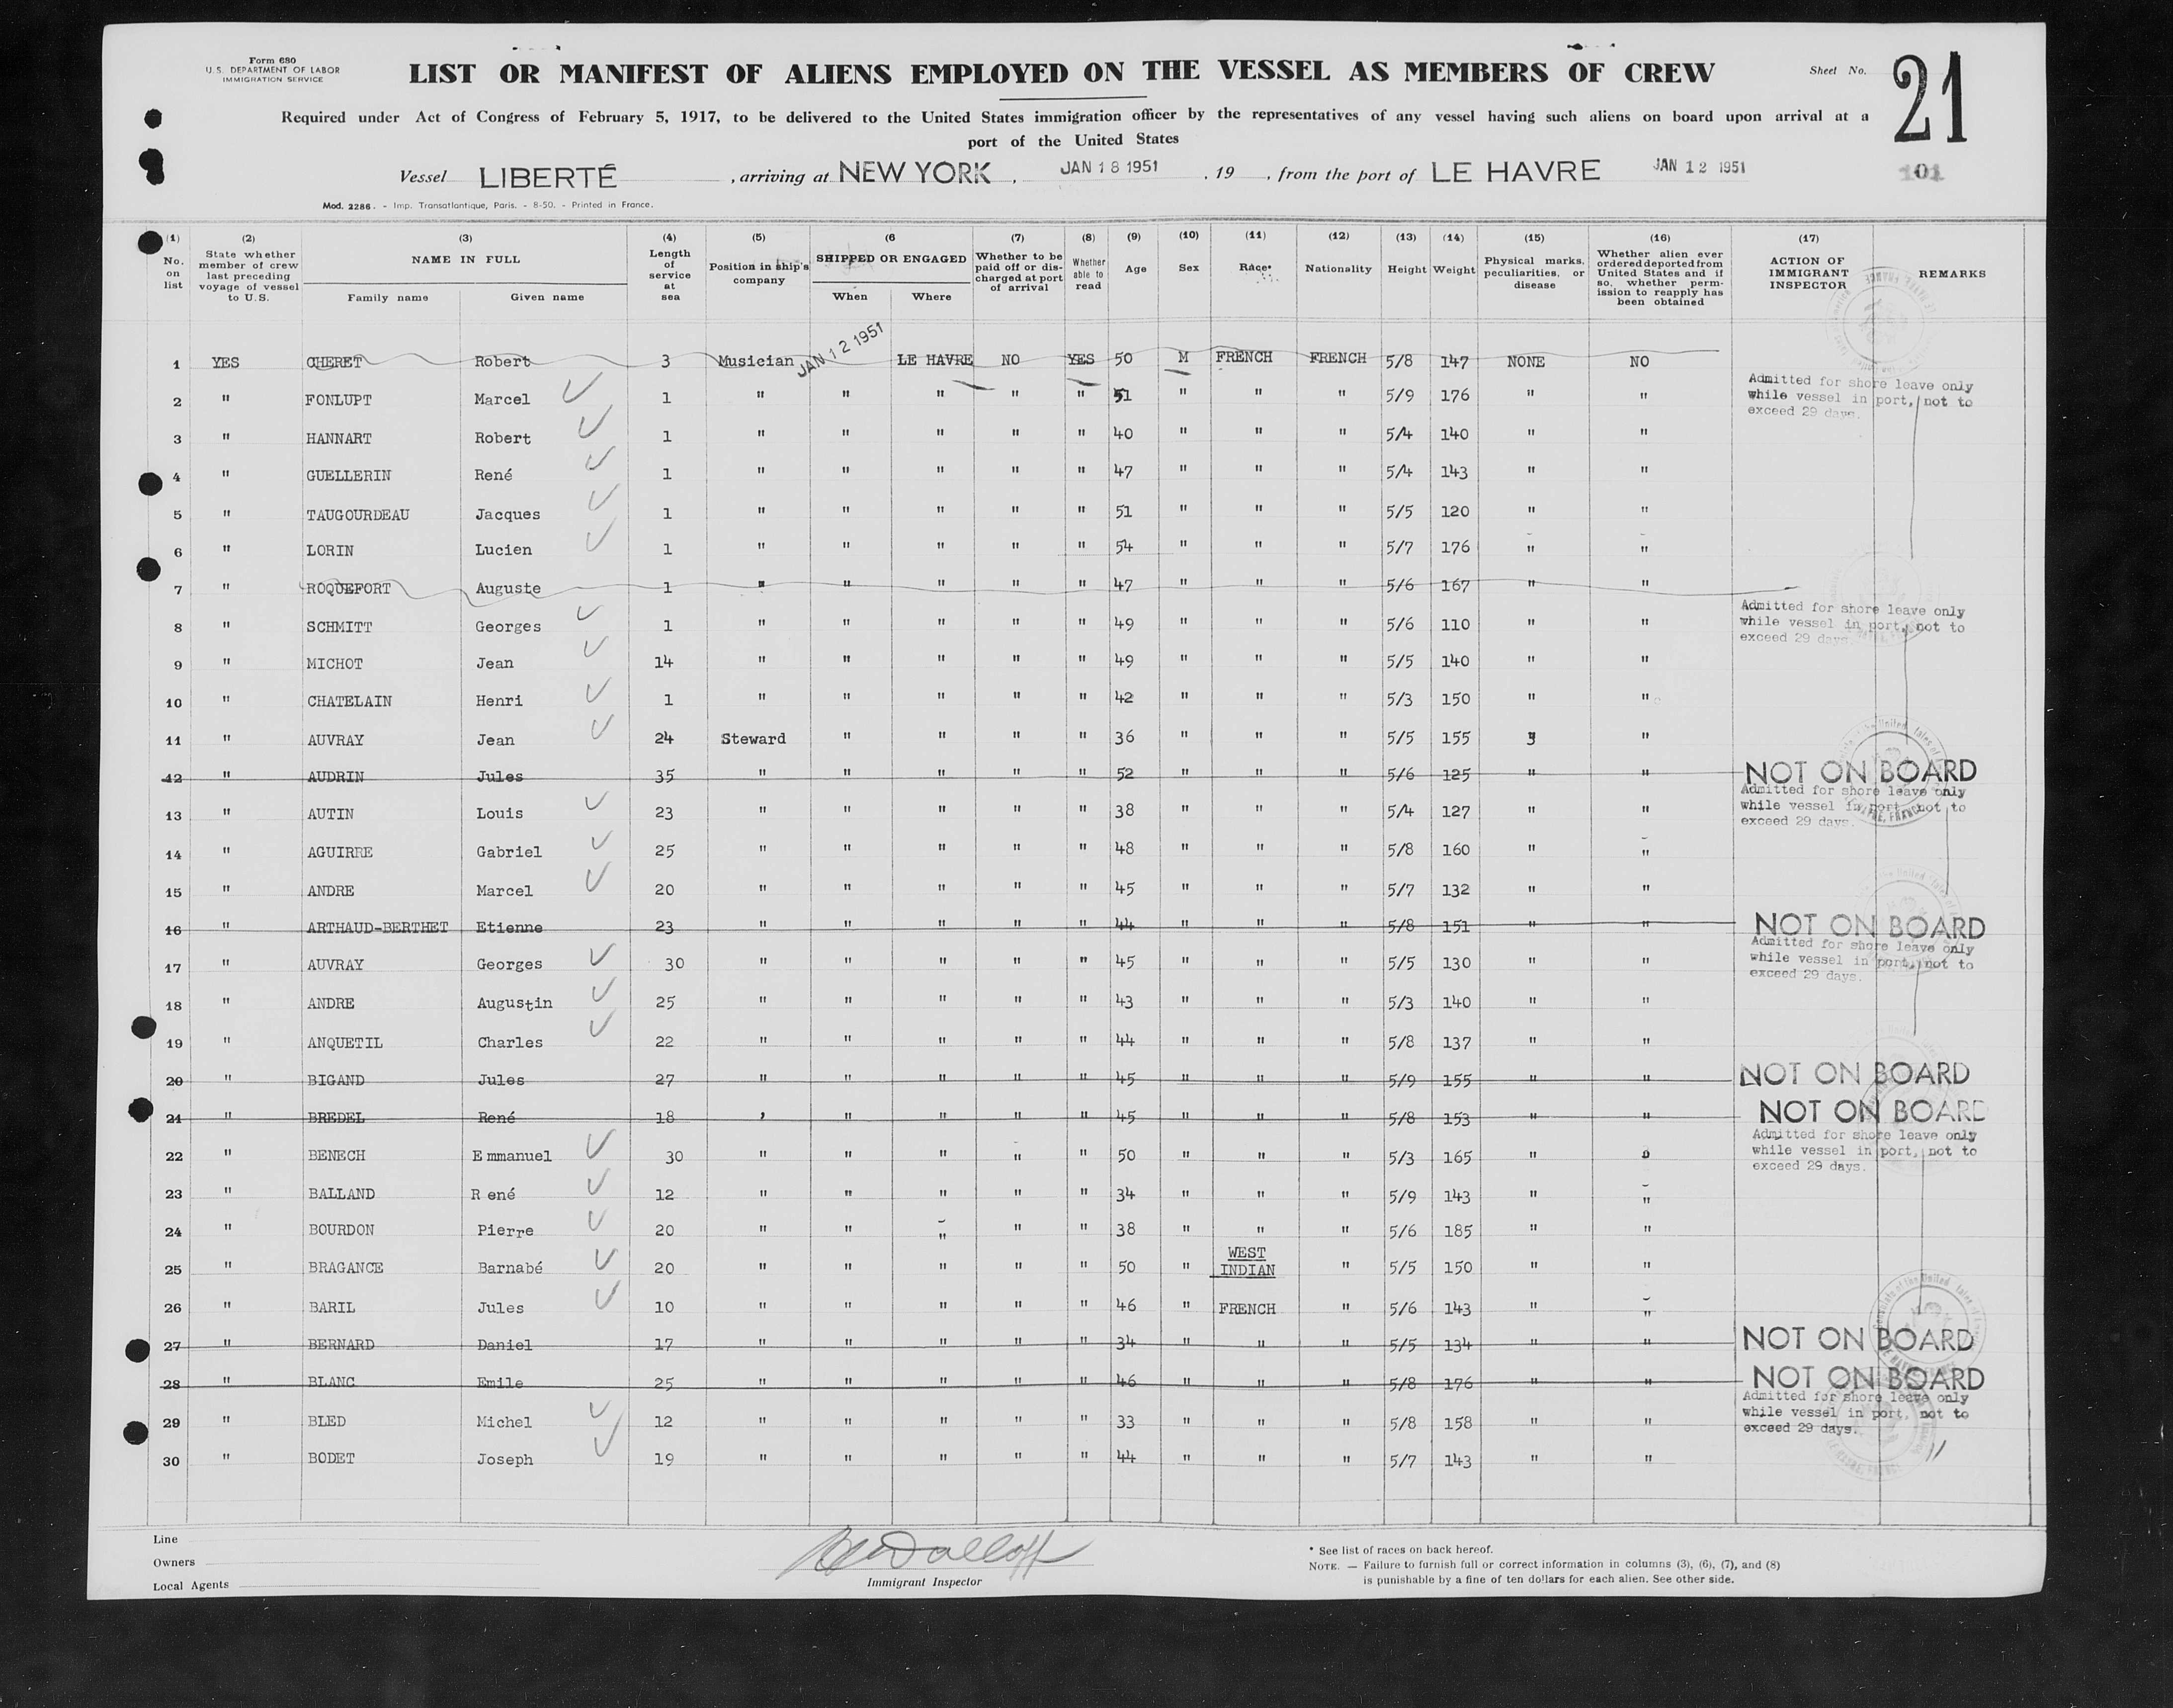 Form 680
U.S. DEPARTMENT OF LABOR
IMMIGRATION SERVICE
LIST OR MANIFEST OF ALIENS EMPLOYED ON THE VESSEL AS MEMBERS OF CREW
Sheet No. 21
Required under Act of Congress of February 5, 1917, to be delivered to the United States immigration officer by the representatives of any vessel having such aliens on board upon arrival at a
port of the United States
Vessel LIBERTÉ , arriving at NEW YORK , JAN 18 1951 , 19 , from the port of LE HAVRE JAN 12 1951
Mod. 2286. - Imp. Transatlantique, Paris. - 8-50. - Printed in France.
(1) No. on list
(2) State whether member of crew last preceding voyage of vessel to U.S.
(3) NAME IN FULL Family name Given name
(4) Length of service at sea
(5) Position in ship's company
(6 SHIPPED OR ENGAGED When Where
(7) Whether to be paid off or discharged at port of arrival
(8) Whether able to read
(9) Age
(10) Sex
(11) Race*
(12) Nationality
(13) Height
(14) Weight
(15) Physical marks, peculiarities, or disease
(16) Whether alien ever ordered deported from United States and if so, whether permission to reapply has been obtained
(17) ACTION OF IMMIGRANT INSPECTOR
REMARKS
1 YES CHERET Robert 3 Musician JAN 12 1951 LE HAVRE NO YES 50 M FRENCH FRENCH 5/8 147 NONE NO
2 " FONLUPT Marcel 1 " " " " " 51 " " " 5/9 176 " "
Admitted for shore leave only
while vessel in port, not to
exceed 29 days.
3 " HANNART Robert 1 " " " " " 40 " " " 5/4 140 " "
4 " GUELLERIN René 1 " " " " " 47 " " " 5/4 143 " "
5 " TAUGOURDEAU Jacques 1 " " " " " 51 " " " 5/5 120 " "
6 " LORIN Lucien 1 " " " " " 54 " " " 5/7 176 " "
7 " ROQUEFORT Auguste 1 " " " " " 47 " " " 5/6 167 " "
8 " SCHMITT Georges 1 " " " " " 49 " " " 5/6 110 " "
Admitted for shore leave only
while vessel in port, not to
exceed 29 days.
9 " MICHOT Jean 14 " " " " " 49 " " " 5/5 140 " "
10 " CHATELAIN Henri 1 " " " " " 42 " " " 5/3 150 " "
11 " AUVRAY Jean 24 Steward " " " " 36 " " " 5/5 155 " "
12 " AUDRIN Jules 35 " " " " " 52 " " " 5/6 125 " " NOT ON BOARD
13 " AUTIN Louis 23 " " " " " 38 " " " 5/4 127 " "
Admitted for shore leave only
while vessel in port, not to
exceed 29 days.
14 " AGUIRRE Gabriel 25 " " " " " 48 " " " 5/8 160 " "
15 " ANDRE Marcel 20 " " " " " 45 " " " 5/7 132 " "
16 " ARTHAUD-BERTHET Etienne 23 " " " " " 44 " " " 5/8 151 " " NOT ON BOARD
17 " AUVRAY Georges 30 " " " " " 45 " " " 5/5 130 " "
Admitted for shore leave only
while vessel in port, not to
exceed 29 days.
18 " ANDRE Augustin 25 " " " " " 43 " " " 5/3 140 " "
19 " ANQUETIL Charles 22 " " " " " 44 " " " 5/8 137 " "
20 " BIGAND Jules 27 " " " " " 45 " " " 5/9 155 " " NOT ON BOARD
21 " BREDEL René 18 ' " " " " 45 " " " 5/8 153 " " NOT ON BOARD
22 " BENECH Emmanuel 30 " " " " " 50 " " " 5/3 165 "
Admitted for shore leave only
while vessel in port, not to
exceed 29 days.
23 " BALLAND R ené 12 " " " " " 34 " " " 5/9 143 " "
24 " BOURDON Pierre 20 " " " " " 38 " " " 5/6 185 " "
25 " BRAGANCE Barnabé 20 " " " " " 50 " WEST INDIAN " 5/5 150 " "
26 " BARIL Jules 10 " " " " " 46 " FRENCH " 5/6 143 " "
27 " BERNARD Daniel 17 " " " " " 34 " " " 5/5 134 " " NOT ON BOARD
28 " BLANC Emile 25 " " " " " 46 " " " 5/8 176 " " NOT ON BOARD
29 " BLED Michel 12 " " " " " 33 " " " 5/8 158 " "
Admitted for shore leave only
while vessel in port, not to
exceed 29 days.
30 " BODET Joseph 19 " " " " " 44 " " " 5/7 143 " "
Line
Owners
Local Agents
Immigrant Inspector
* See list of races on back hereof.
NOTE. — Failure to furnish full or correct information in columns (3), (6), (7), and (8)
is punishable by a fine of ten dollars for each alien. See other side.